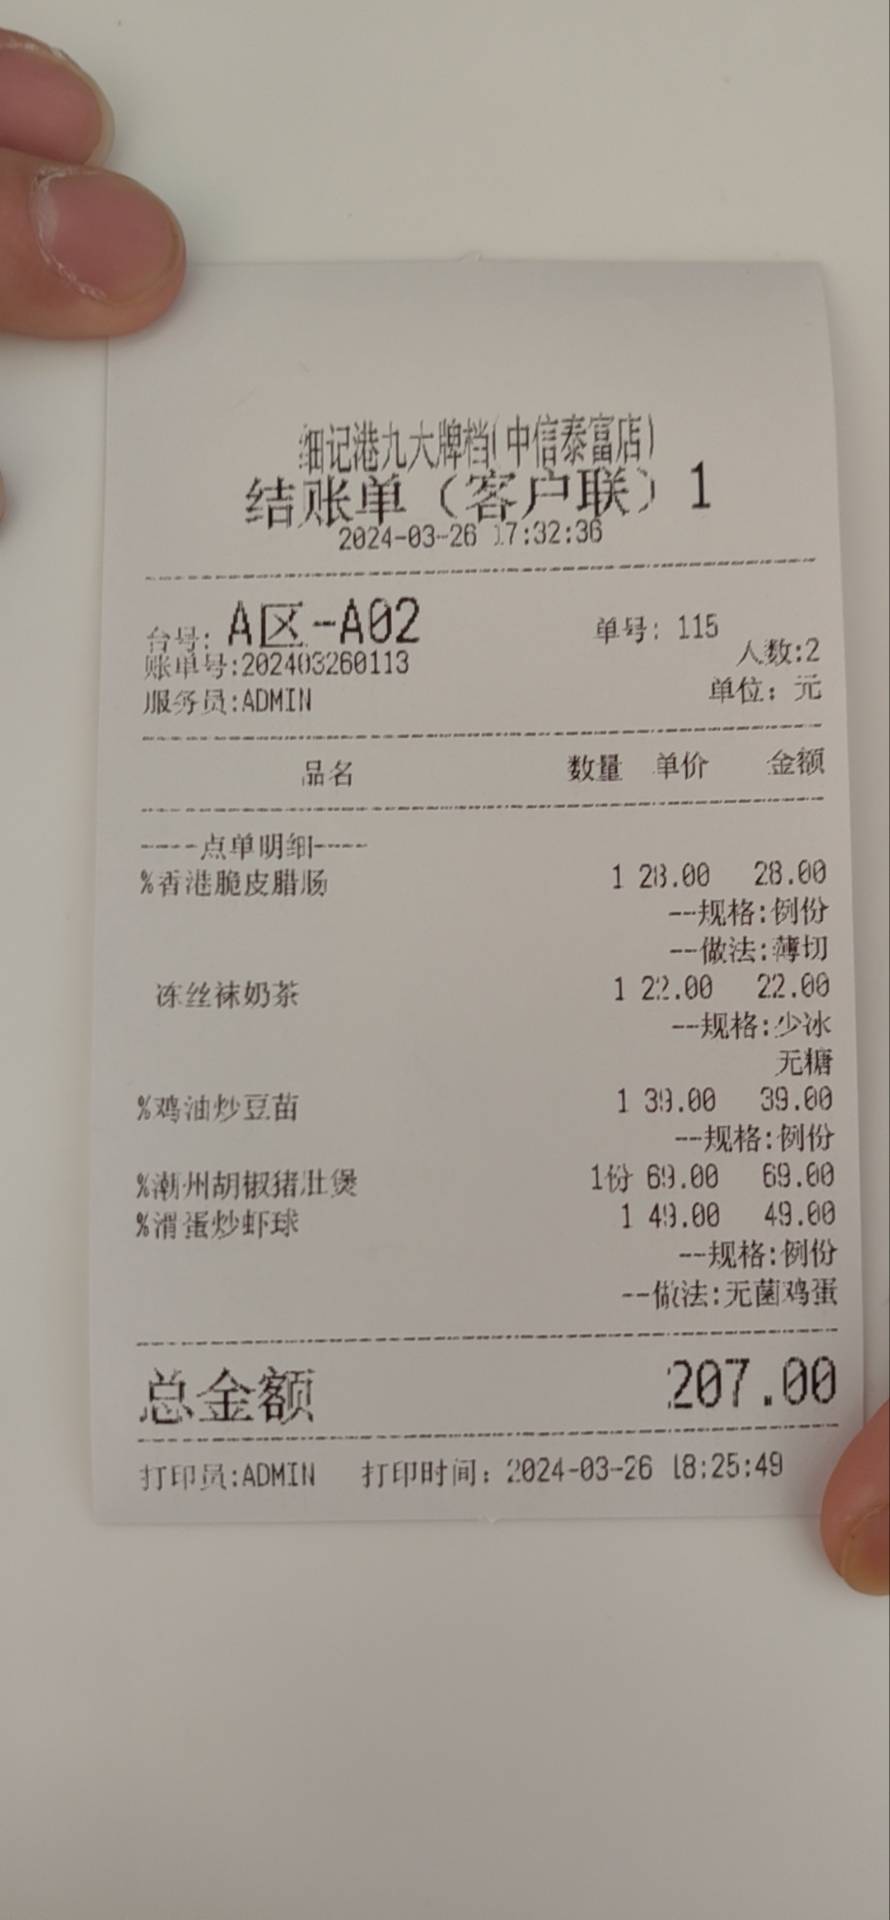 细记港九大牌档(中信泰富店)
结账单（客户联）1
2024-03-26 17:32:36
台号: A区-A02 单号: 115
账单号:202403260113 人数:2
服务员:ADMIN 单位: 元
品名 数量 单价 金额
----点单明细----
%香港脆皮腊肠 1 28.00 28.00
--规格:例份
--做法:薄切
冻丝袜奶茶 1 22.00 22.00
--规格:少冰
无糖
%鸡油炒豆苗 1 39.00 39.00
--规格:例份
%潮州胡椒猪肚煲 1份 69.00 69.00
%滑蛋炒虾球 1 49.00 49.00
--规格:例份
--做法:无菌鸡蛋
总金额 207.00
打印员:ADMIN 打印时间: 2024-03-26 18:25:49